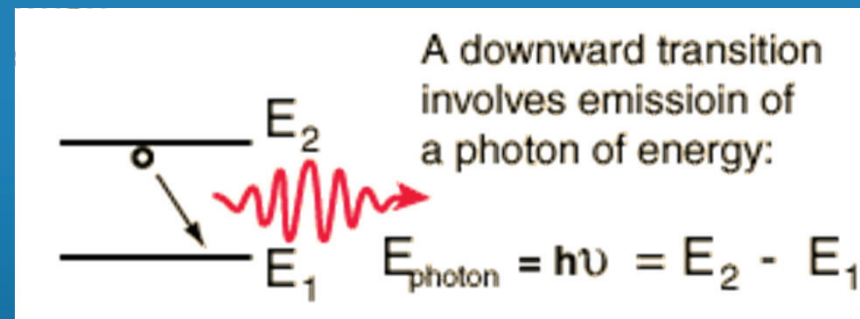 A downward transition
involves emissioin of
a photon of energy:
E₂
E₁
Ephoton = hυ = E₂ - E₁